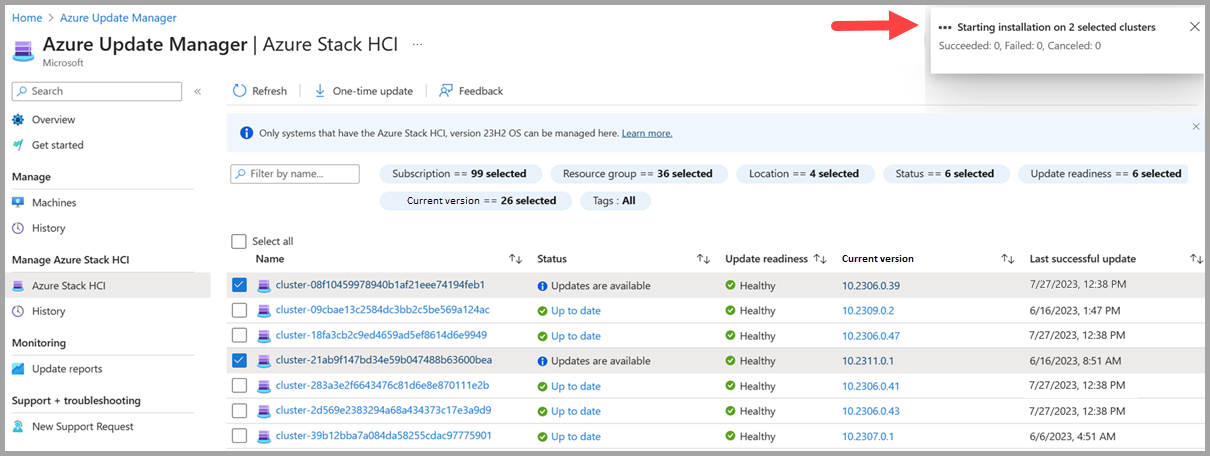 Home > Azure Update Manager
Azure Update Manager | Azure Stack HCI ...
Microsoft
Starting installation on 2 selected clusters
Succeeded: 0, Failed: 0, Canceled: 0
Search
Refresh One-time update Feedback
Overview
Get started
Manage
Machines
History
Manage Azure Stack HCI
Azure Stack HCI
History
Monitoring
Update reports
Support + troubleshooting
New Support Request
Only systems that have the Azure Stack HCI, version 23H2 OS can be managed here. Learn more.
Filter by name... Subscription == 99 selected Resource group == 36 selected Location == 4 selected Status == 6 selected Update readiness == 6 selected
Current version == 26 selected Tags : All
Select all
Name Status Update readiness Current version Last successful update
cluster-08f10459978940b1af21eee74194feb1 Updates are available Healthy 10.2306.0.39 7/27/2023, 12:38 PM
cluster-09cbae13c2584dc3bb2c5be569a124ac Up to date Healthy 10.2309.0.2 6/16/2023, 1:47 PM
cluster-18fa3cb2c9ed4659ad5ef8614d6e9949 Up to date Healthy 10.2306.0.47 7/27/2023, 12:38 PM
cluster-21ab9f147bd34e59b047488b63600bea Updates are available Healthy 10.2311.0.1 6/16/2023, 8:51 AM
cluster-283a3e2f6643476c81d6e8e870111e2b Up to date Healthy 10.2306.0.41 7/27/2023, 12:38 PM
cluster-2d569e2383294a68a434373c17e3a9d9 Up to date Healthy 10.2306.0.43 7/27/2023, 12:38 PM
cluster-39b12bba7a084da58255cdac97775901 Up to date Healthy 10.2307.0.1 6/6/2023, 4:51 AM